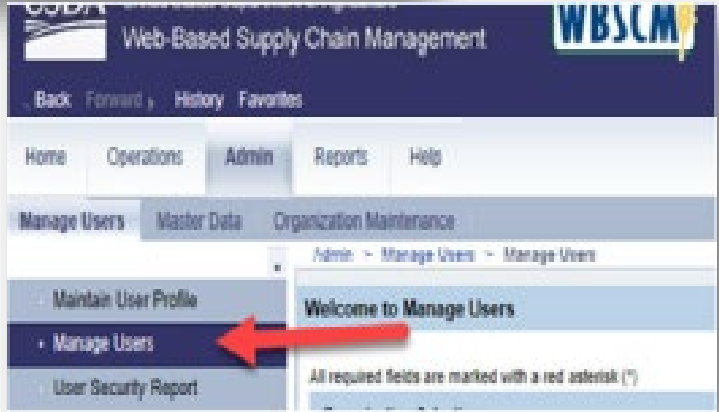 USDA
Web-Based Supply Chain Management
WBSCM
Back Forward History Favorites
Home Operations Admin Reports Help
Manage Users Master Data Organization Maintenance
Admin > Manage Users > Manage Users
Maintain User Profile
Welcome to Manage Users
• Manage Users
All required fields are marked with a red asterisk (*)
User Security Report